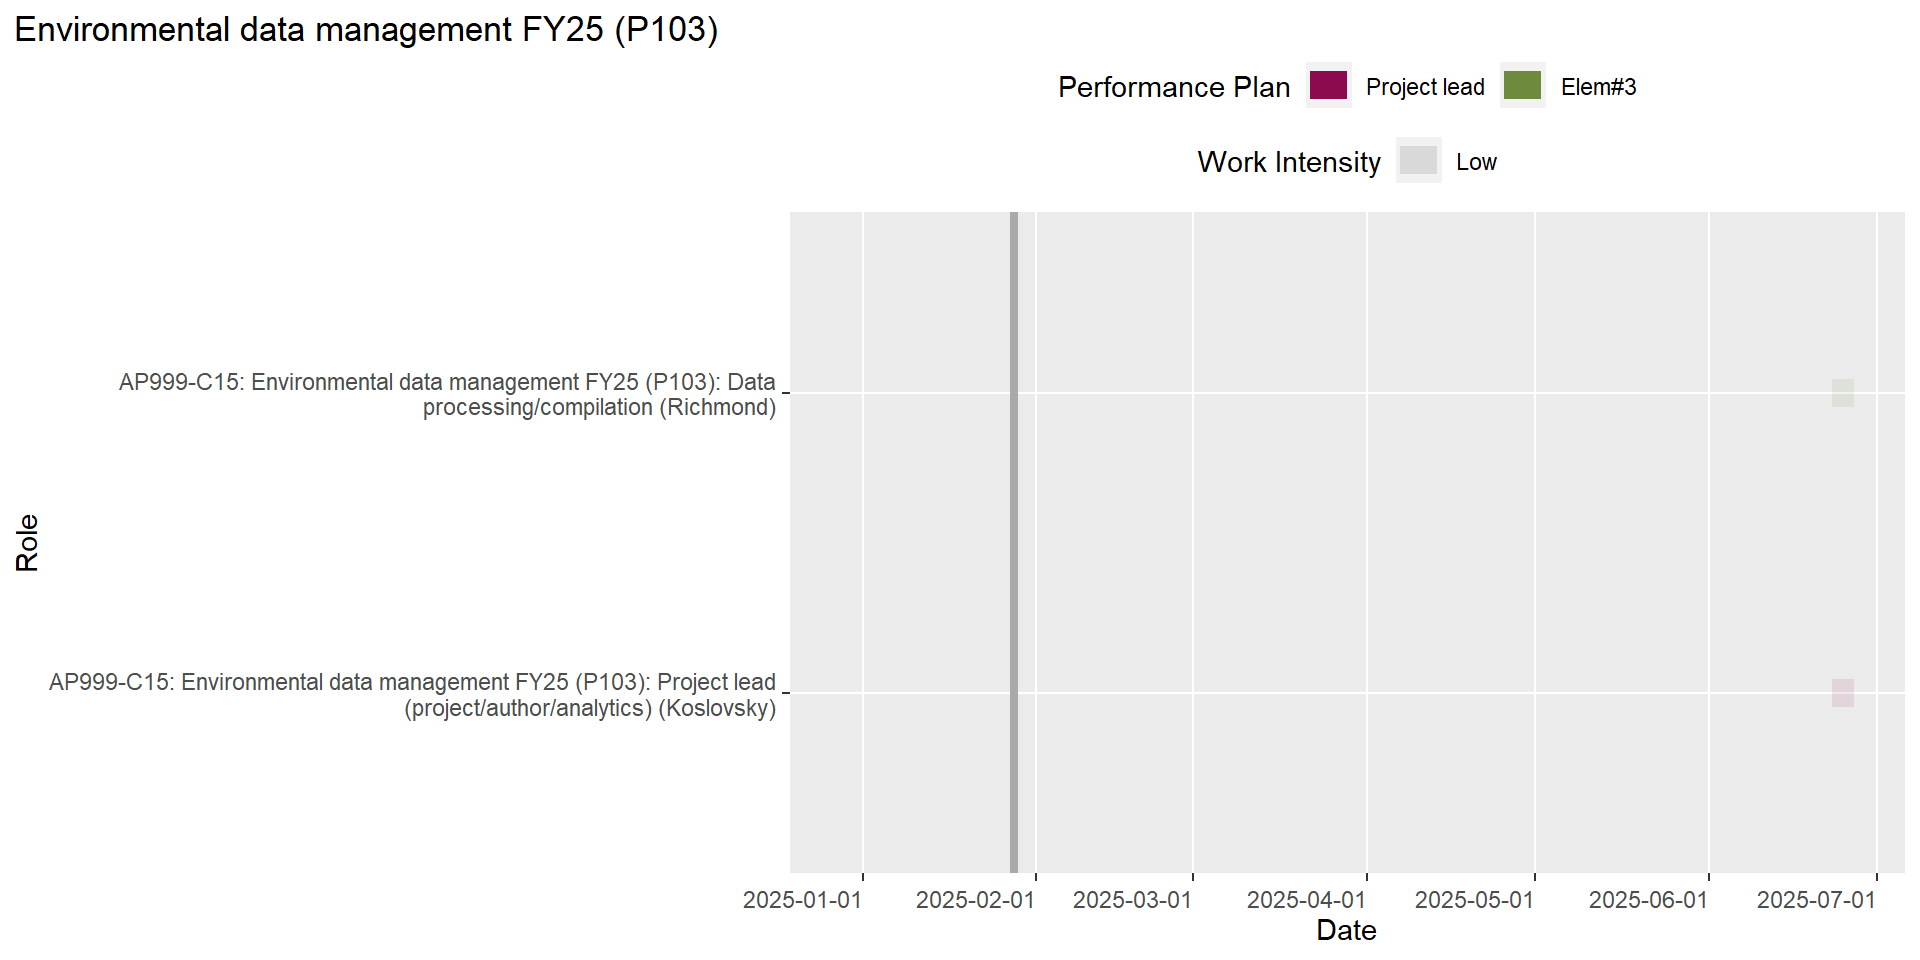 Environmental data management FY25 (P103)
Performance Plan Project lead Elem#3
Work Intensity Low
AP999-C15: Environmental data management FY25 (P103): Data
processing/compilation (Richmond)
Role
AP999-C15: Environmental data management FY25 (P103): Project lead
(project/author/analytics) (Koslovsky)
2025-01-01 2025-02-01 2025-03-01 2025-04-01 2025-05-01 2025-06-01 2025-07-01
Date